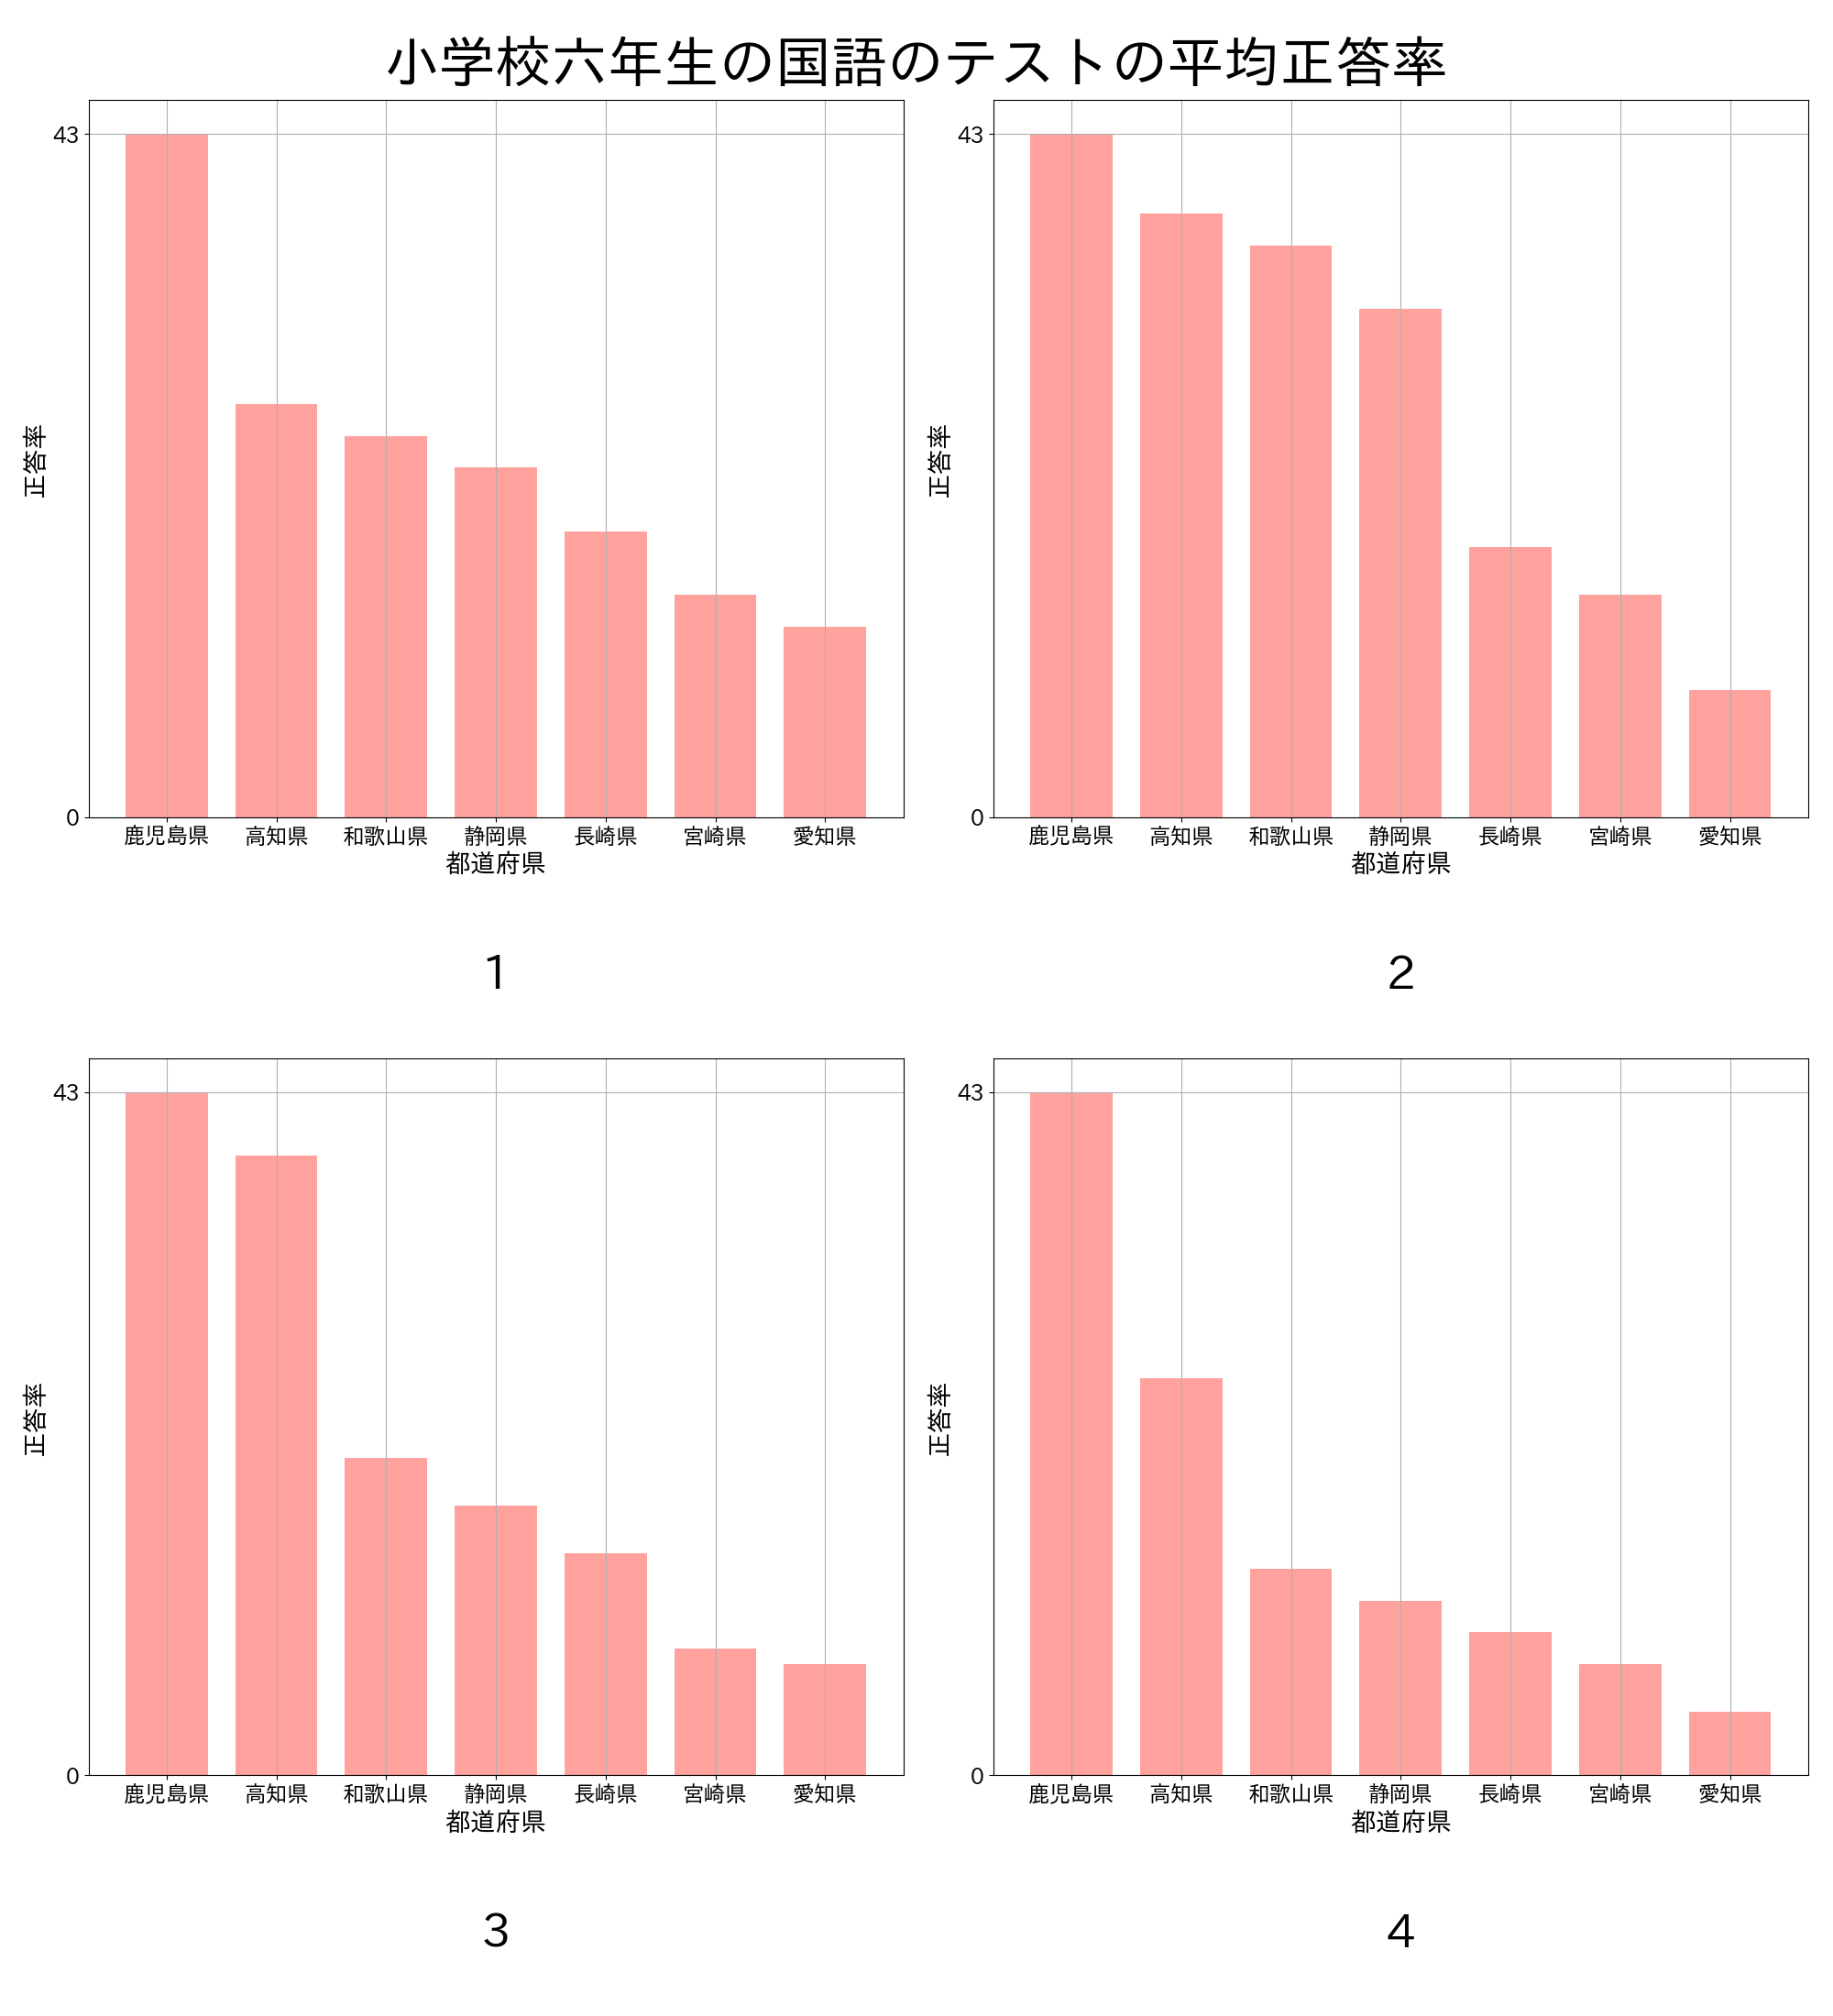 小学校六年生の国語のテストの平均正答率
43
0
正答率
鹿児島県 高知県 和歌山県 静岡県 長崎県 宮崎県 愛知県
都道府県
1
43
0
正答率
鹿児島県 高知県 和歌山県 静岡県 長崎県 宮崎県 愛知県
都道府県
2
43
0
正答率
鹿児島県 高知県 和歌山県 静岡県 長崎県 宮崎県 愛知県
都道府県
3
43
0
正答率
鹿児島県 高知県 和歌山県 静岡県 長崎県 宮崎県 愛知県
都道府県
4